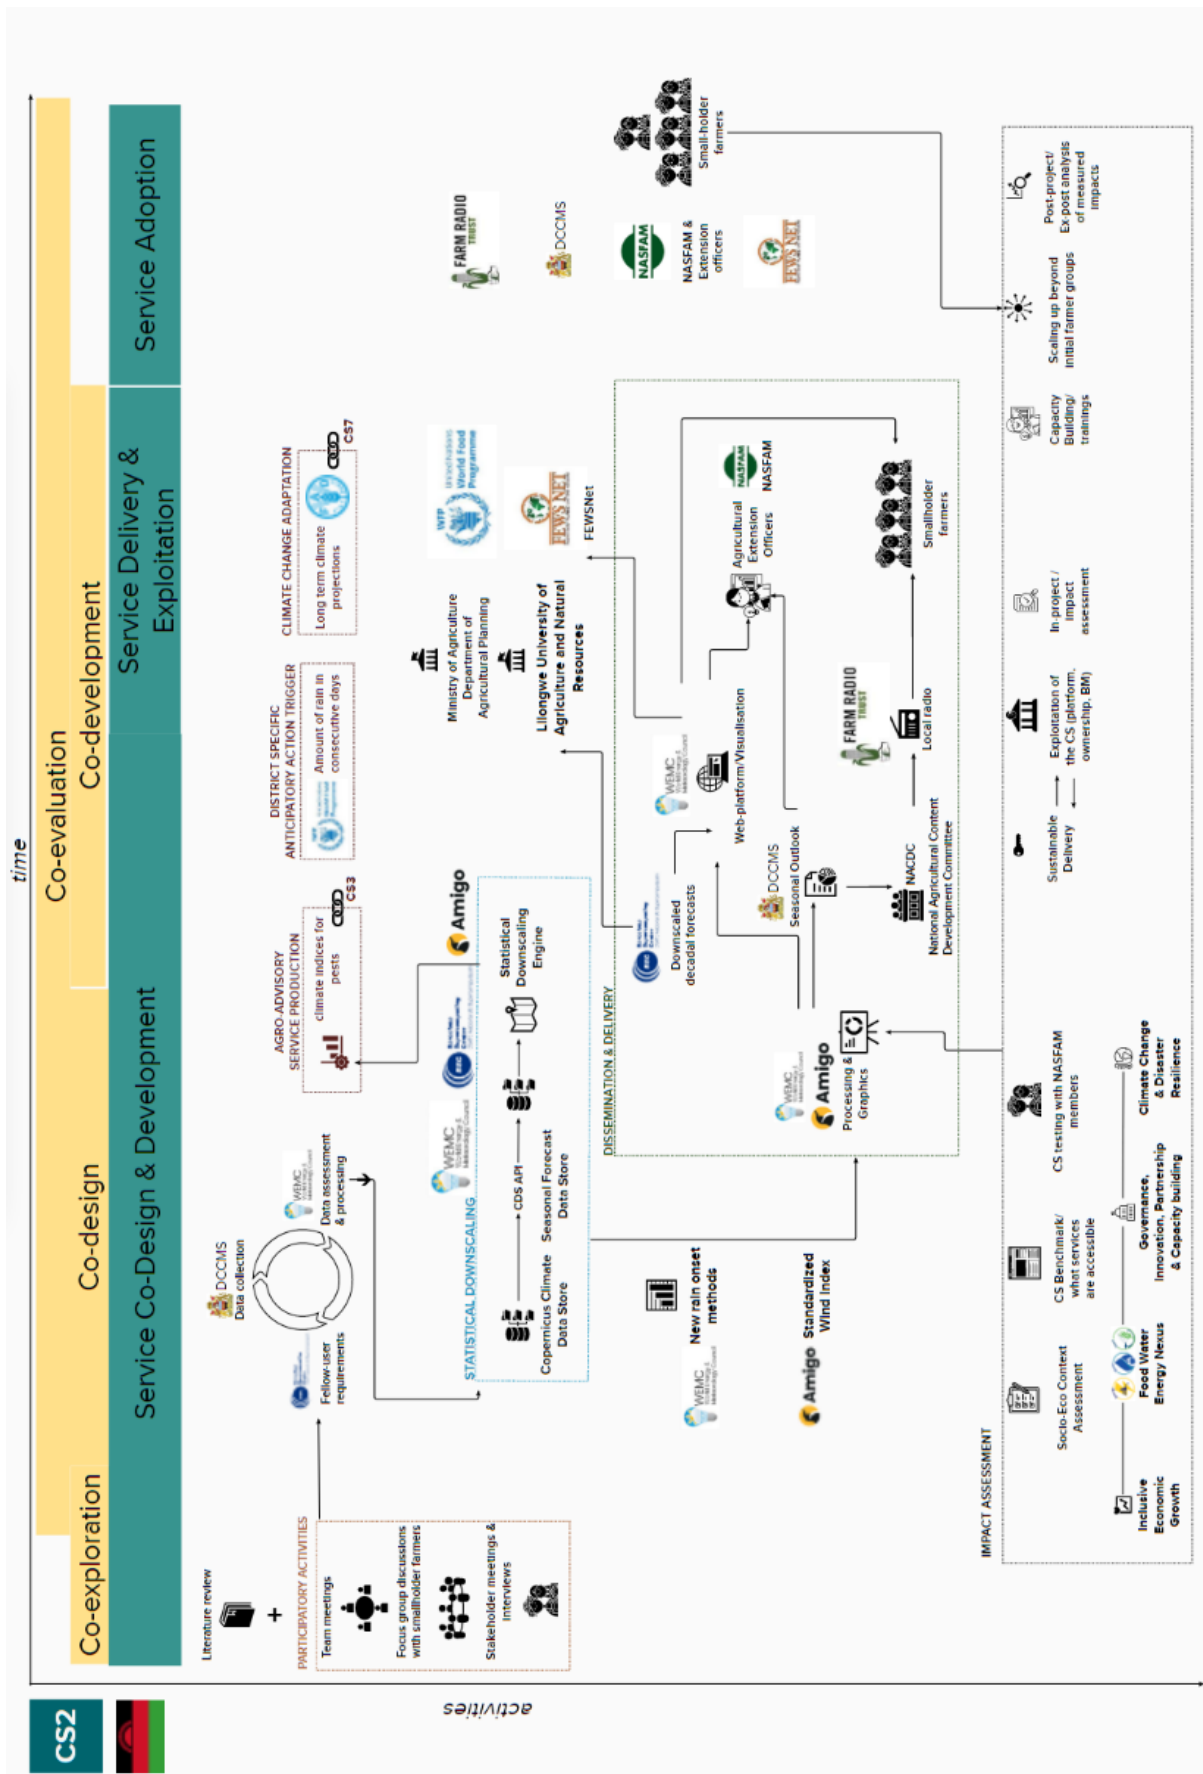 CS2
time
activities
Co-evaluation
Co-exploration
Co-design
Co-development
Service Co-Design & Development
Service Delivery &
Exploitation
Service Adoption
Literature review
+
PARTICIPATORY ACTIVITIES
Team meetings
Focus group discussions
with smallholder farmers
Stakeholder meetings &
Interviews
DCCMS
Data collection
Fellow-user
requirements
WEMC
Data assessment
& processing
AGRO-ADVISORY
SERVICE PRODUCTION
climate indices for
pests
CS3
DISTRICT SPECIFIC
ANTICIPATORY ACTION TRIGGER
WFP
Amount of rain in
consecutive days
CLIMATE CHANGE ADAPTATION
Long term climate
projections
CS7
STATISTICAL DOWNSCALING
WEMC
BSC
Amigo
Copernicus Climate
Data Store
CDS API
Seasonal Forecast
Data Store
Statistical
Downscaling
Engine
Ministry of Agriculture
Department of
Agricultural Planning
Lilongwe University of
Agriculture and Natural
Resources
WFP
United Nations
World Food
Programme
FEWS NET
FEWSNet
FARM RADIO
TRUST
DCCMS
NASFAM
NASFAM &
Extension
officers
FEWS NET
Small-holder
farmers
New rain onset
methods
WEMC
Amigo
Standardized
Wind Index
DISSEMINATION & DELIVERY
BSC
Downscaled
decadal forecasts
WEMC
Web-platform/Visualisation
Agricultural
Extension
Officers
NASFAM
NASFAM
WEMC
Amigo
Processing &
Graphics
DCCMS
Seasonal Outlook
NACDC
National Agricultural Content
Development Committee
FARM RADIO
TRUST
Local radio
Smallholder
farmers
IMPACT ASSESSMENT
Socio-Eco Context
Assessment
CS Benchmark/
what services
are accessible
CS testing with NASFAM
members
Sustainable
Delivery
Exploitation of
the CS (platform,
ownership, BM)
In-project /
impact
assessment
Capacity
Building/
trainings
Scaling up beyond
initial farmer groups
Post-project/
Ex-post analysis
of measured
impacts
Inclusive
Economic
Growth
Food Water
Energy Nexus
Governance,
Innovation, Partnership
& Capacity building
Climate Change
& Disaster
Resilience